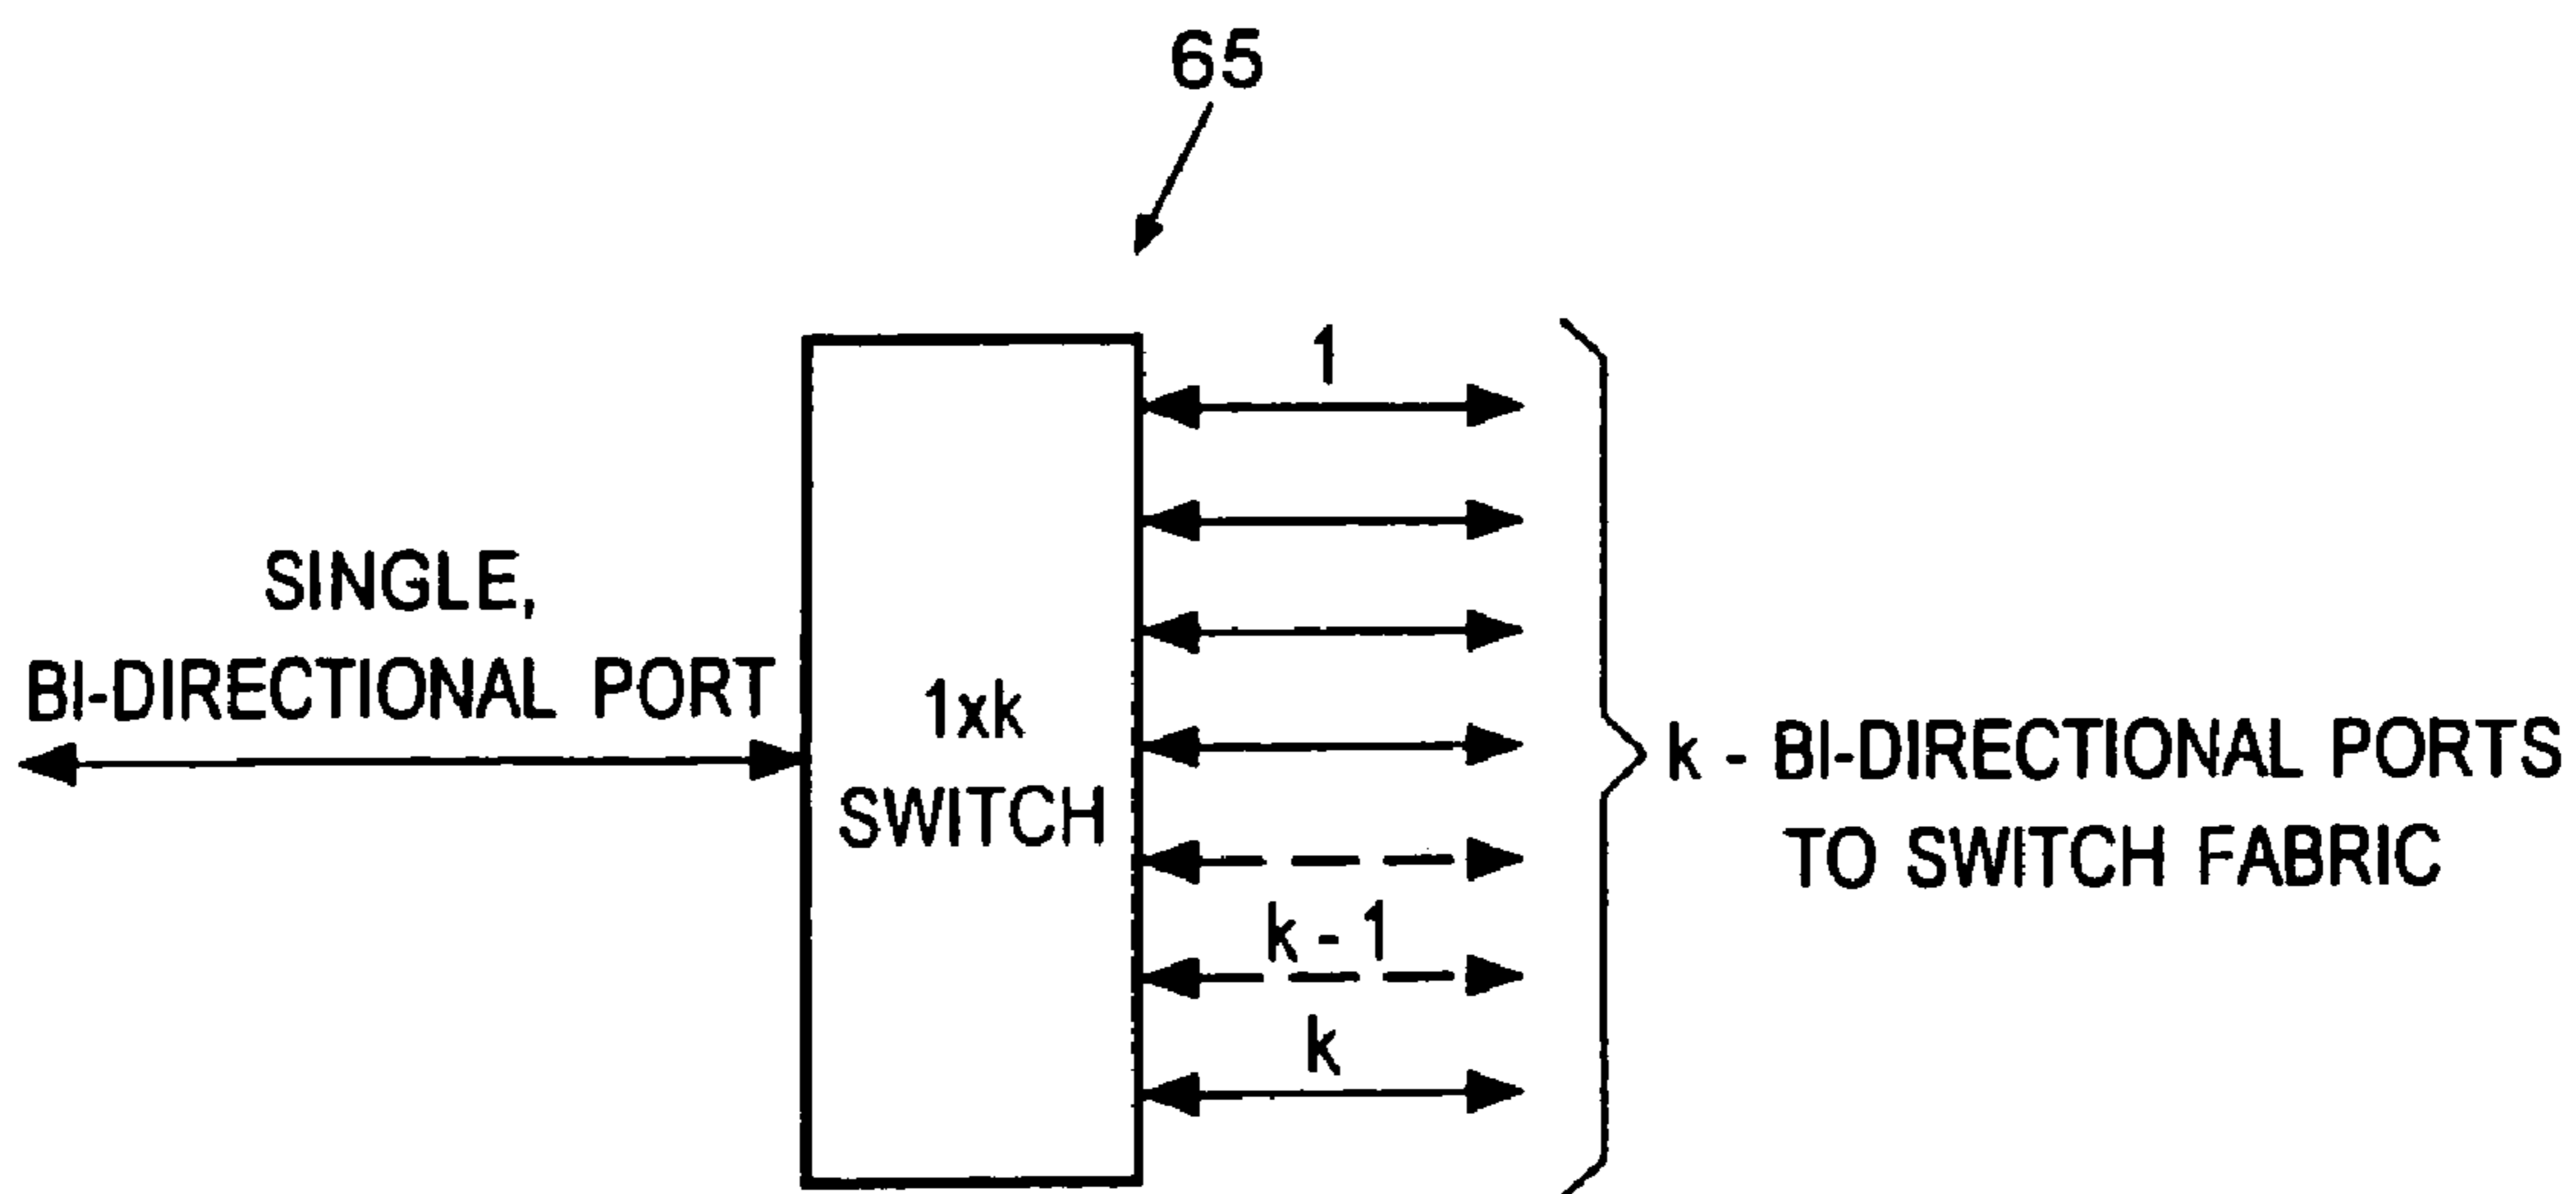 65
1
SINGLE,
BI-DIRECTIONAL PORT
1xk
SWITCH
k - BI-DIRECTIONAL PORTS
TO SWITCH FABRIC
k - 1
k